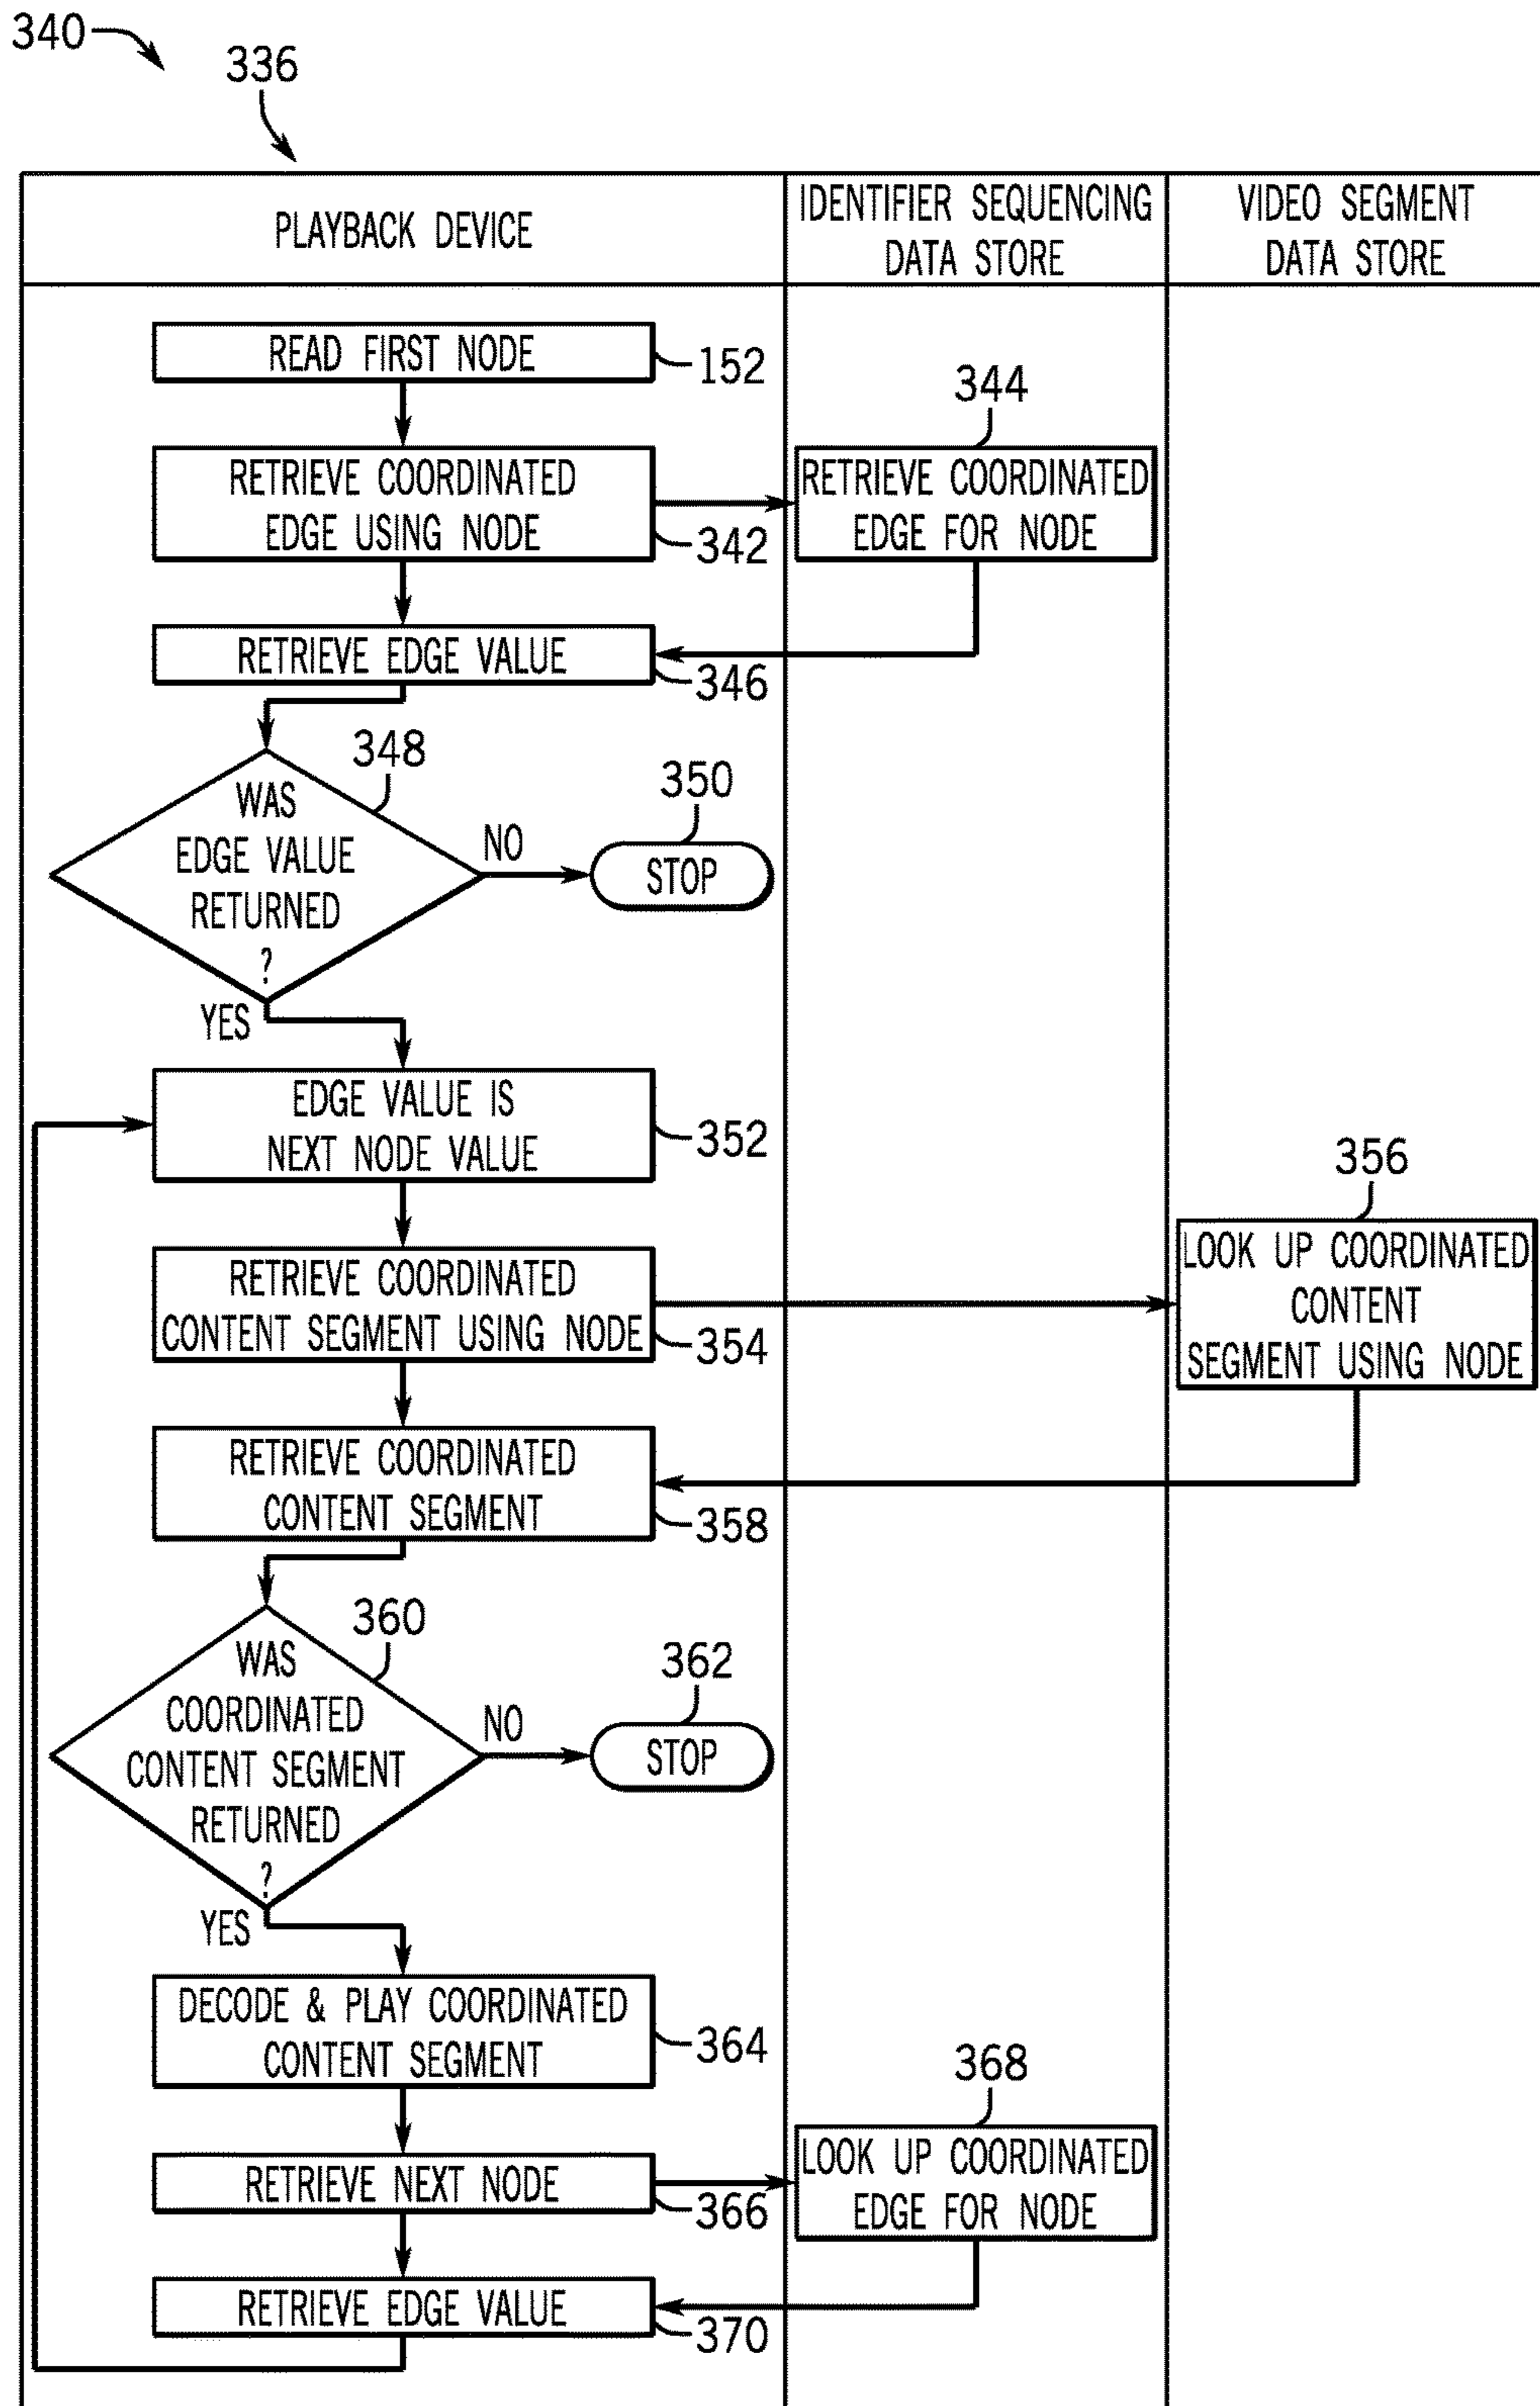 340
336
PLAYBACK DEVICE
IDENTIFIER SEQUENCING
DATA STORE
VIDEO SEGMENT
DATA STORE
READ FIRST NODE
152
RETRIEVE COORDINATED
EDGE USING NODE
342
344
RETRIEVE COORDINATED
EDGE FOR NODE
RETRIEVE EDGE VALUE
346
348
WAS
EDGE VALUE
RETURNED
?
NO
350
STOP
YES
EDGE VALUE IS
NEXT NODE VALUE
352
RETRIEVE COORDINATED
CONTENT SEGMENT USING NODE
354
356
LOOK UP COORDINATED
CONTENT
SEGMENT USING NODE
RETRIEVE COORDINATED
CONTENT SEGMENT
358
360
WAS
COORDINATED
CONTENT SEGMENT
RETURNED
?
NO
362
STOP
YES
DECODE & PLAY COORDINATED
CONTENT SEGMENT
364
RETRIEVE NEXT NODE
366
368
LOOK UP COORDINATED
EDGE FOR NODE
RETRIEVE EDGE VALUE
370